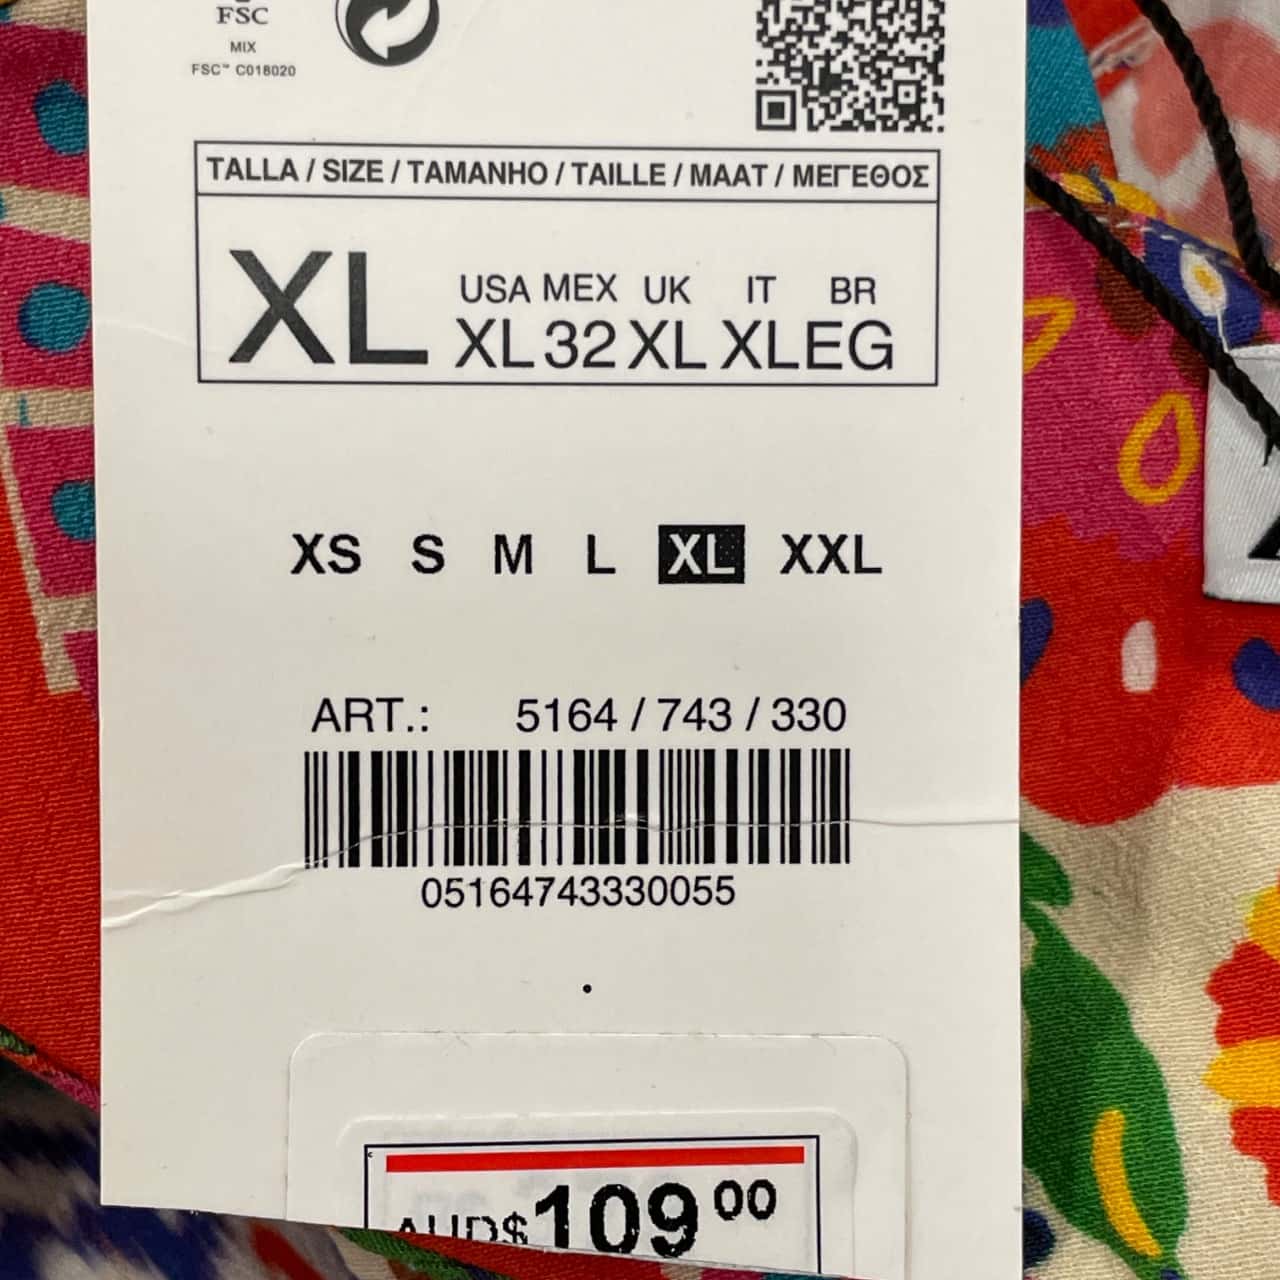 FSC
MIX
FSC™ C018020
TALLA / SIZE / TAMANHO / TAILLE / MAAT / ΜΕΓΕΘΟΣ
XL
USA MEX UK IT BR
XL 32 XL XL EG
XS S M L XL XXL
ART.: 5164 / 743 / 330
05164743330055
AUD$109 00